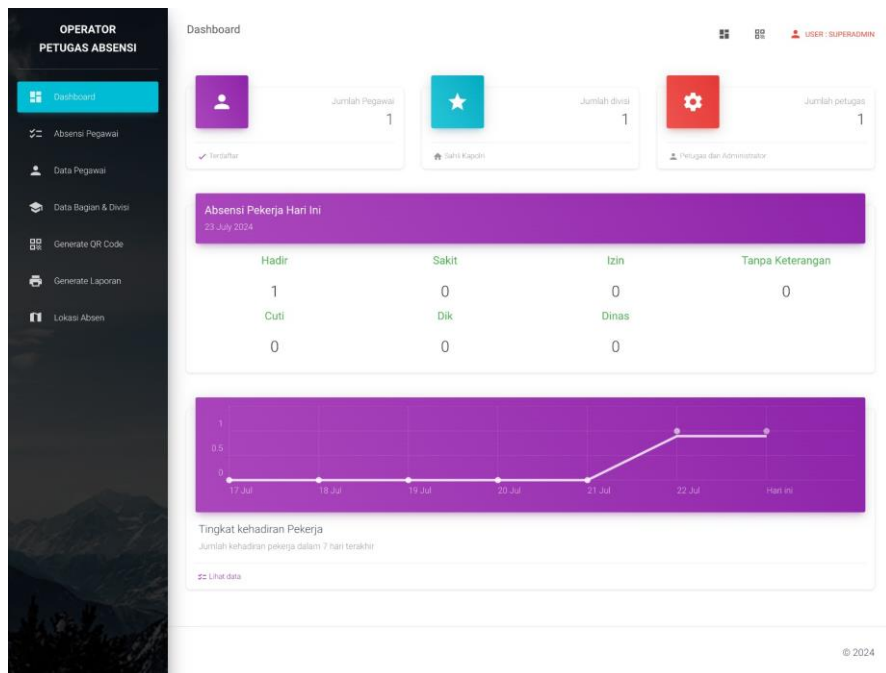 OPERATOR
PETUGAS ABSENSI
Dashboard
Absensi Pegawai
Data Pegawai
Data Bagian & Divisi
Generate QR Code
Generate Laporan
Lokasi Absen
Dashboard
USER : SUPERADMIN
Jumlah Pegawai
1
Terdaftar
Jumlah divisi
1
Sahli Kapolri
Jumlah petugas
1
Petugas dan Administrator
Absensi Pekerja Hari Ini
23 July 2024
Hadir Sakit Izin Tanpa Keterangan
1 0 0 0
Cuti Dik Dinas
0 0 0
1
0.5
0
17 Jul 18 Jul 19 Jul 20 Jul 21 Jul 22 Jul Hari ini
Tingkat kehadiran Pekerja
Jumlah kehadiran pekerja dalam 7 hari terakhir
Lihat data
© 2024